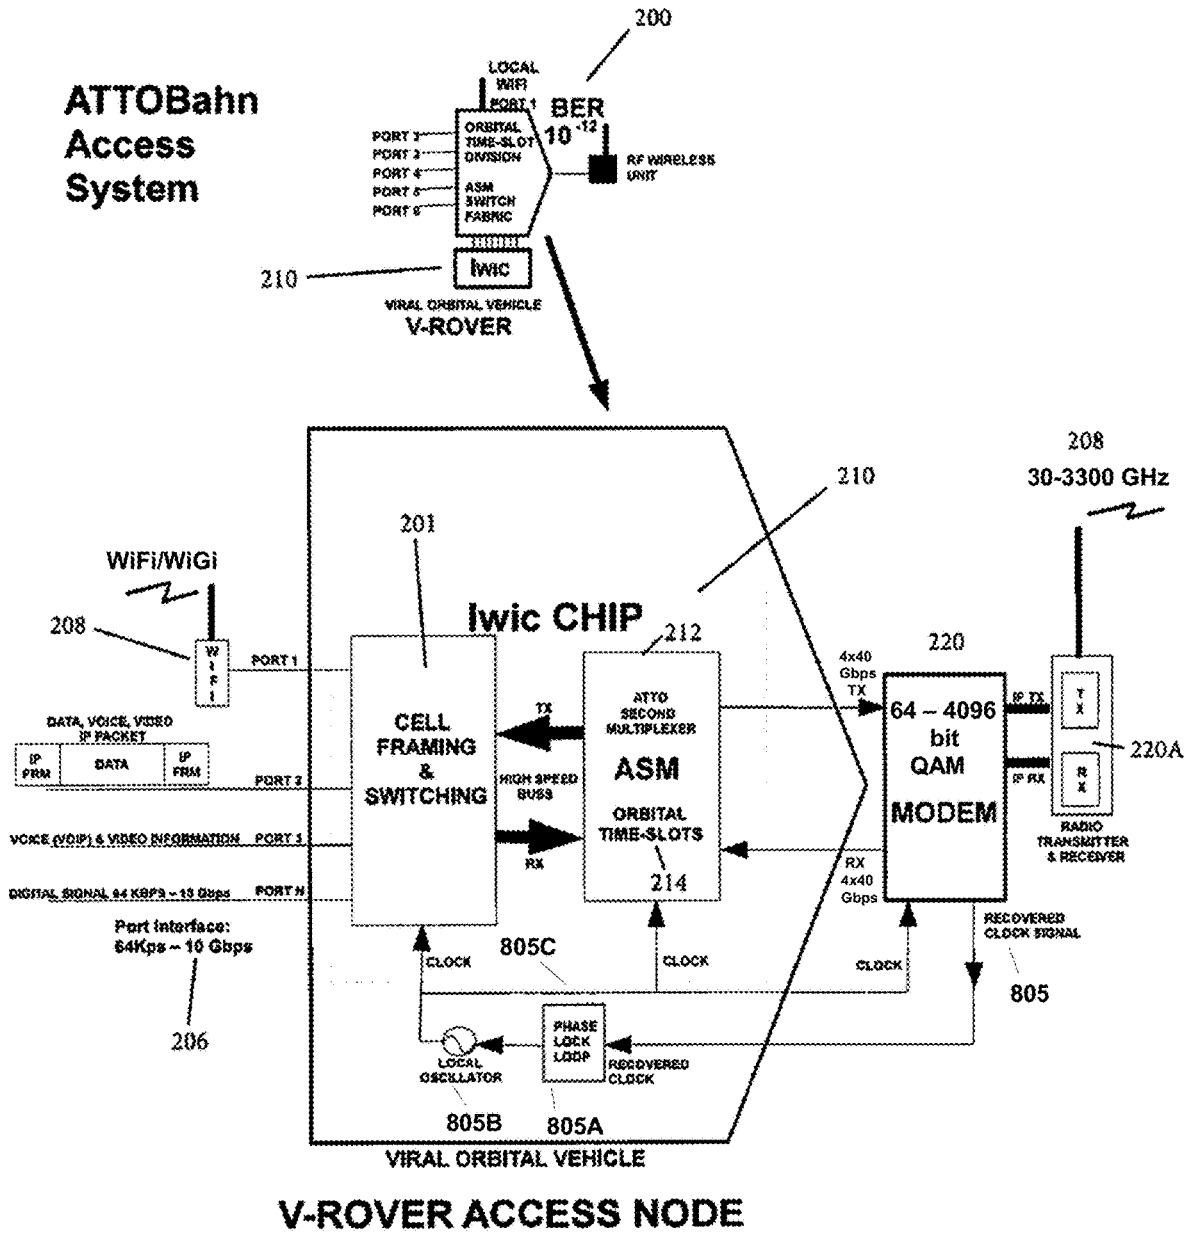 200
ATTOBahn
Access
System
LOCAL
WIFI
PORT 1
BER
10 -12
PORT 2
PORT 3
PORT 4
PORT 5
PORT 6
ORBITAL
TIME-SLOT
DIVISION
ASM
SWITCH
FABRIC
RF WIRELESS
UNIT
210
Iwic
VIRAL ORBITAL VEHICLE
V-ROVER
208
30-3300 GHz
210
201
WiFi/WiGi
208
WIFI
PORT 1
Iwic CHIP
212
220
4x40
Gbps
TX
DATA, VOICE, VIDEO
IP PACKET
IP
FRM
DATA
IP
FRM
PORT 2
VOICE (VOIP) & VIDEO INFORMATION
PORT 3
DIGITAL SIGNAL 64 KBPS – 10 Gbps
PORT N
Port Interface:
64Kps – 10 Gbps
206
CELL
FRAMING
&
SWITCHING
TX
HIGH SPEED
BUSS
RX
ATTO
SECOND
MULTIPLEXER
ASM
ORBITAL
TIME-SLOTS
214
64 – 4096
bit
QAM
MODEM
IP TX
IP RX
TX
RX
220A
RADIO
TRANSMITTER
& RECEIVER
RX
4x40
Gbps
RECOVERED
CLOCK SIGNAL
805
CLOCK
805C
CLOCK
CLOCK
PHASE
LOCK
LOOP
RECOVERED
CLOCK
LOCAL
OSCILLATOR
805B
805A
VIRAL ORBITAL VEHICLE
V-ROVER ACCESS NODE